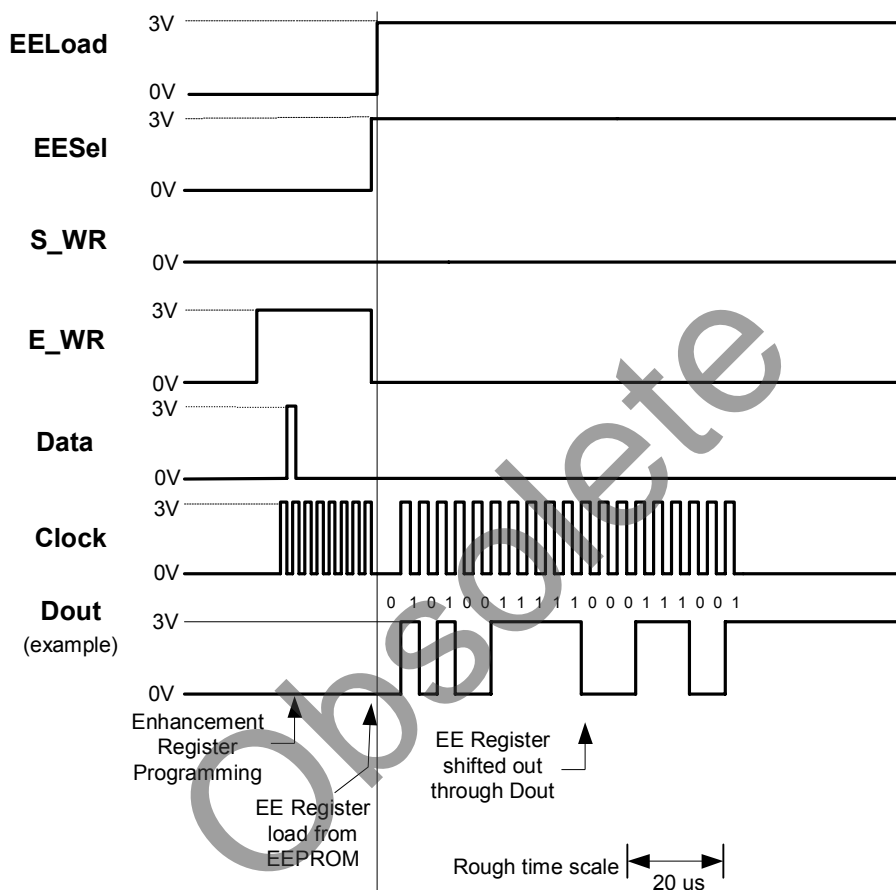 3V
EELoad
0V
3V
EESel
0V
S_WR
0V
3V
E_WR
0V
3V
Data
0V
3V
Clock
0V
0 1 0 1 0 0 1 1 1 1 1 0 0 0 1 1 1 0 0 1
Dout
3V
(example)
0V
Enhancement
Register
Programming
EE Register
load from
EEPROM
EE Register
shifted out
through Dout
Rough time scale
20 us
Obsolete